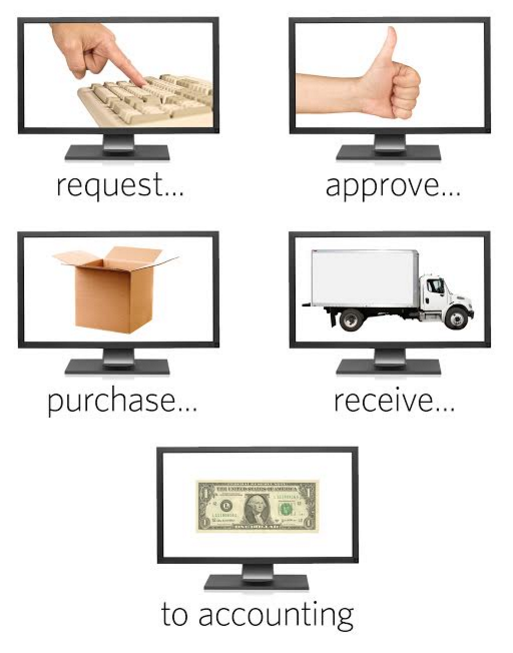 request...
approve...
purchase...
receive...
to accounting